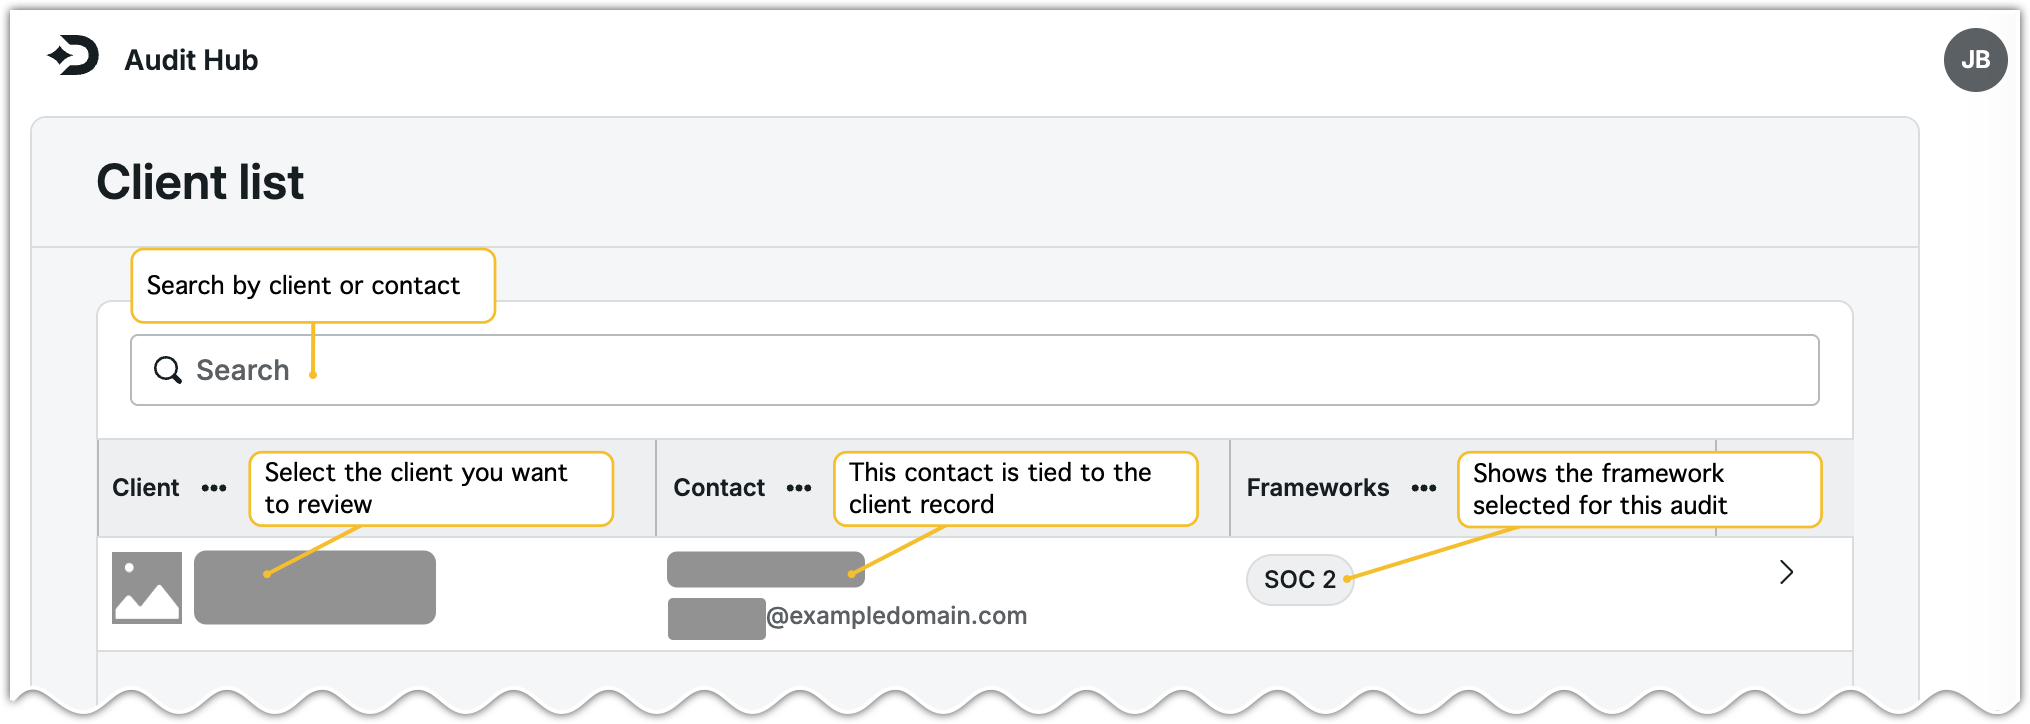 Audit Hub
JB
Client list
Search by client or contact
Search
Client
Select the client you want
to review
Contact
This contact is tied to the
client record
Frameworks
Shows the framework
selected for this audit
SOC 2
@exampledomain.com